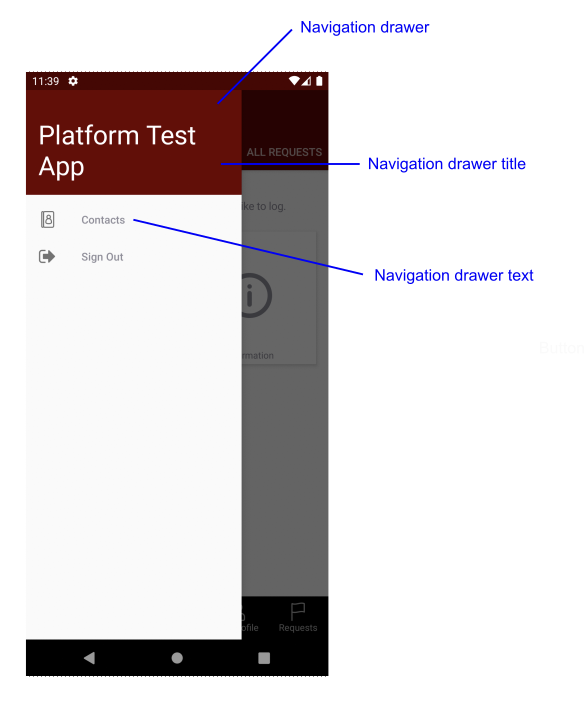 Navigation drawer
11:39
Platform Test
App
ALL REQUESTS
Navigation drawer title
ike to log.
Contacts
Navigation drawer text
Sign Out
Button
rmation
ofile
Requests